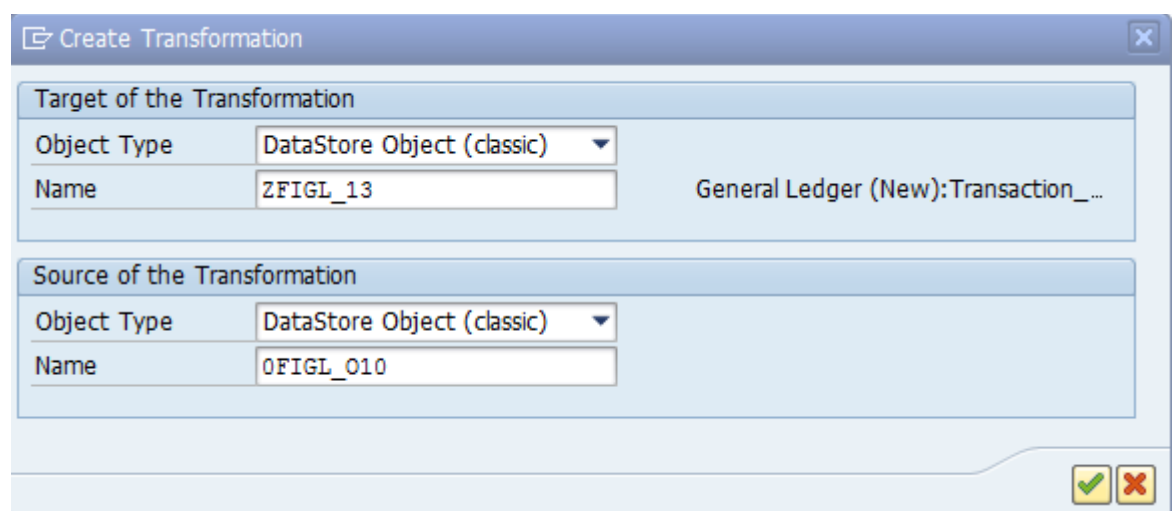 Create Transformation
Target of the Transformation
Object Type DataStore Object (classic)
Name ZFIGL_13 General Ledger (New):Transaction_...
Source of the Transformation
Object Type DataStore Object (classic)
Name 0FIGL_O10